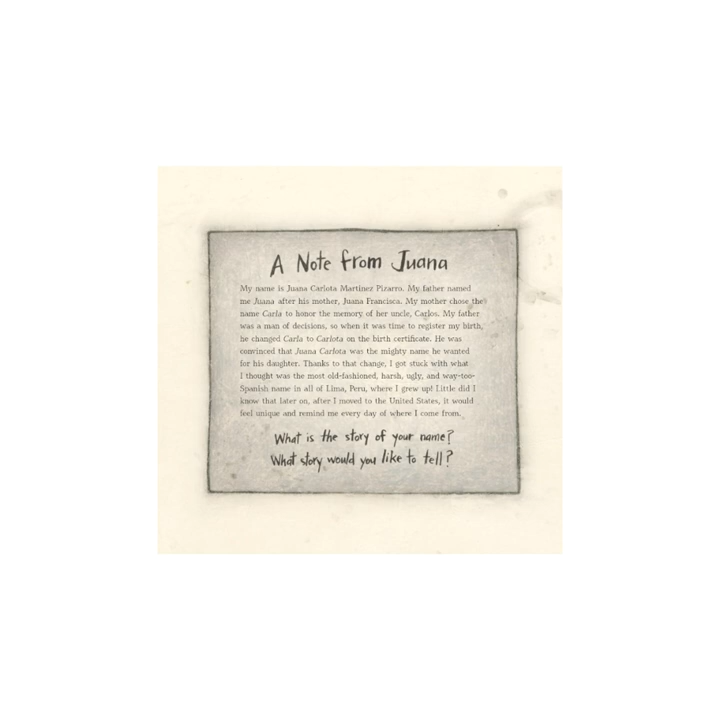 A Note from Juana
My name is Juana Carlota Martinez Pizarro. My father named
me Juana after his mother, Juana Francisca. My mother chose the
name Carla to honor the memory of her uncle, Carlos. My father
was a man of decisions, so when it was time to register my birth,
he changed Carla to Carlota on the birth certificate. He was
convinced that Juana Carlota was the mighty name he wanted
for his daughter. Thanks to that change, I got stuck with what
I thought was the most old-fashioned, harsh, ugly, and way-too-
Spanish name in all of Lima, Peru, where I grew up! Little did I
know that later on, after I moved to the United States, it would
feel unique and remind me every day of where I come from.
What is the story of your name?
What story would you like to tell?